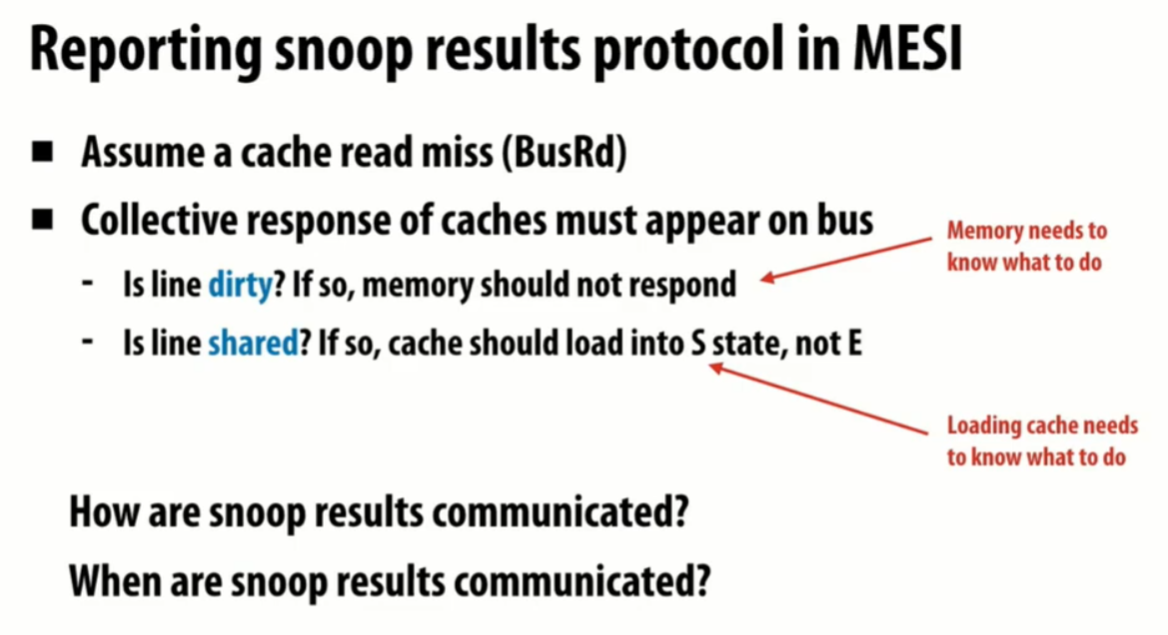 Reporting snoop results protocol in MESI
■ Assume a cache read miss (BusRd)
■ Collective response of caches must appear on bus
- Is line dirty? If so, memory should not respond
- Is line shared? If so, cache should load into S state, not E
Memory needs to
know what to do
Loading cache needs
to know what to do
How are snoop results communicated?
When are snoop results communicated?